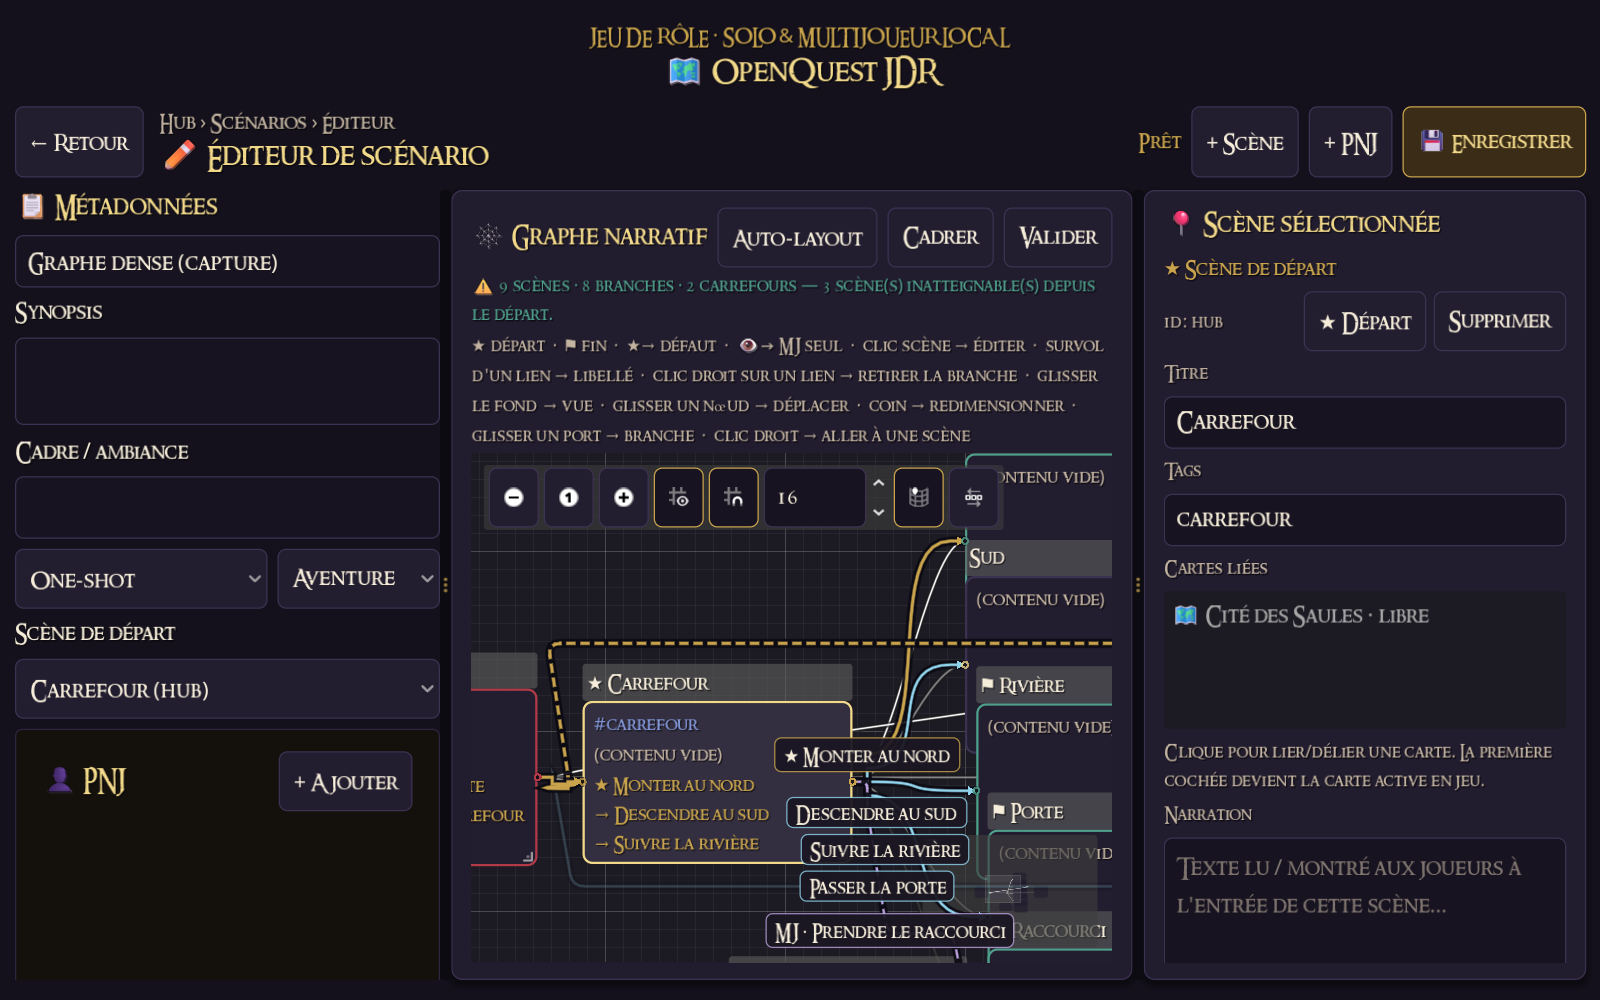 Jeu de rôle · Solo & multijoueur local
OpenQuest JDR
← Retour
Hub › Scénarios › Éditeur
Éditeur de scénario
Prêt
+ Scène
+ PNJ
Enregistrer
Métadonnées
Graphe dense (capture)
Synopsis
Cadre / ambiance
One-shot
Aventure
Scène de départ
Carrefour (hub)
PNJ
+ Ajouter
Graphe narratif
Auto-layout
Cadrer
Valider
⚠️ 9 scènes · 8 branches · 2 carrefours — 3 scène(s) inatteignable(s) depuis
le départ.
★ départ · ⚑ fin · ★→ défaut · 👁→ MJ seul · clic scène → éditer · survol
d'un lien → libellé · clic droit sur un lien → retirer la branche · glisser
le fond → vue · glisser un nœud → déplacer · coin → redimensionner ·
glisser un port → branche · clic droit → aller à une scène
1
16
ontenu vide)
Sud
(contenu vide)
★ Carrefour
#carrefour
(contenu vide)
★ Monter au nord
→ Descendre au sud
→ Suivre la rivière
te
refour
⚑ Rivière
(contenu vide
★ Monter au nord
Descendre au sud
Suivre la rivière
Passer la porte
MJ · Prendre le raccourci
⚑ Porte
(contenu vid
Raccourci
Scène sélectionnée
★ Scène de départ
id: hub
★ Départ
Supprimer
Titre
Carrefour
Tags
carrefour
Cartes liées
Cité des Saules · libre
Clique pour lier/délier une carte. La première
cochée devient la carte active en jeu.
Narration
Texte lu / montré aux joueurs à
l'entrée de cette scène...